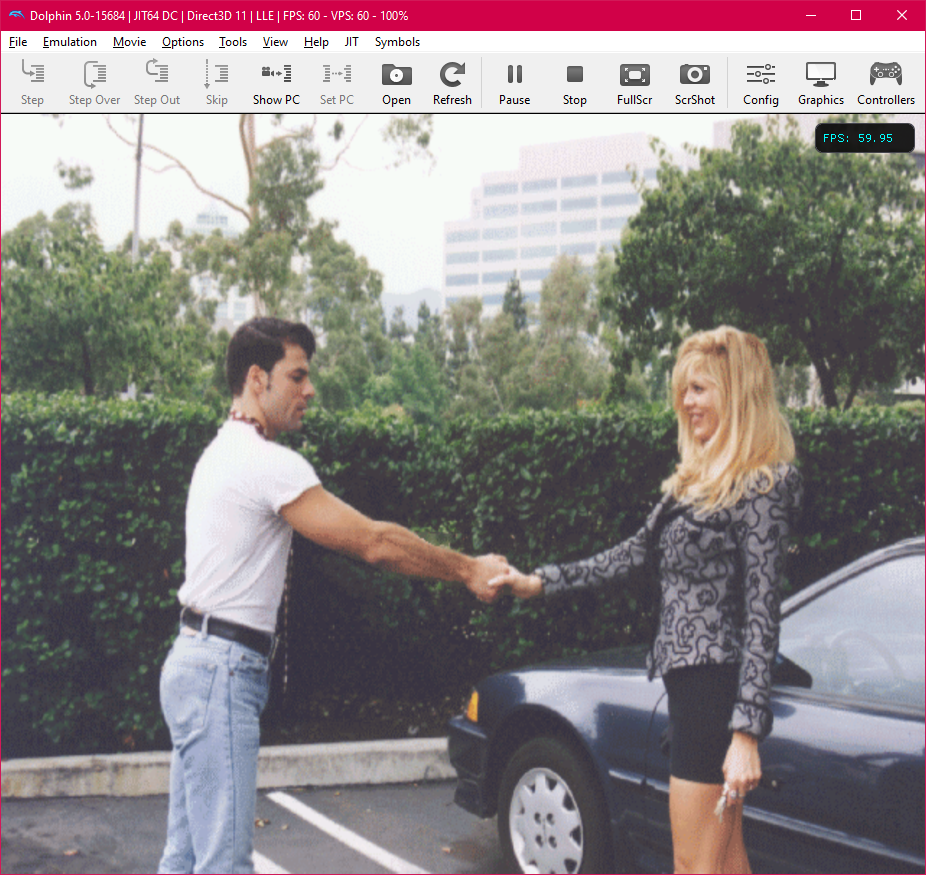 Dolphin 5.0-15684 | JIT64 DC | Direct3D 11 | LLE | FPS: 60 - VPS: 60 - 100%
File Emulation Movie Options Tools View Help JIT Symbols
Step Step Over Step Out Skip Show PC Set PC Open Refresh Pause Stop FullScr ScrShot Config Graphics Controllers
FPS: 59.95